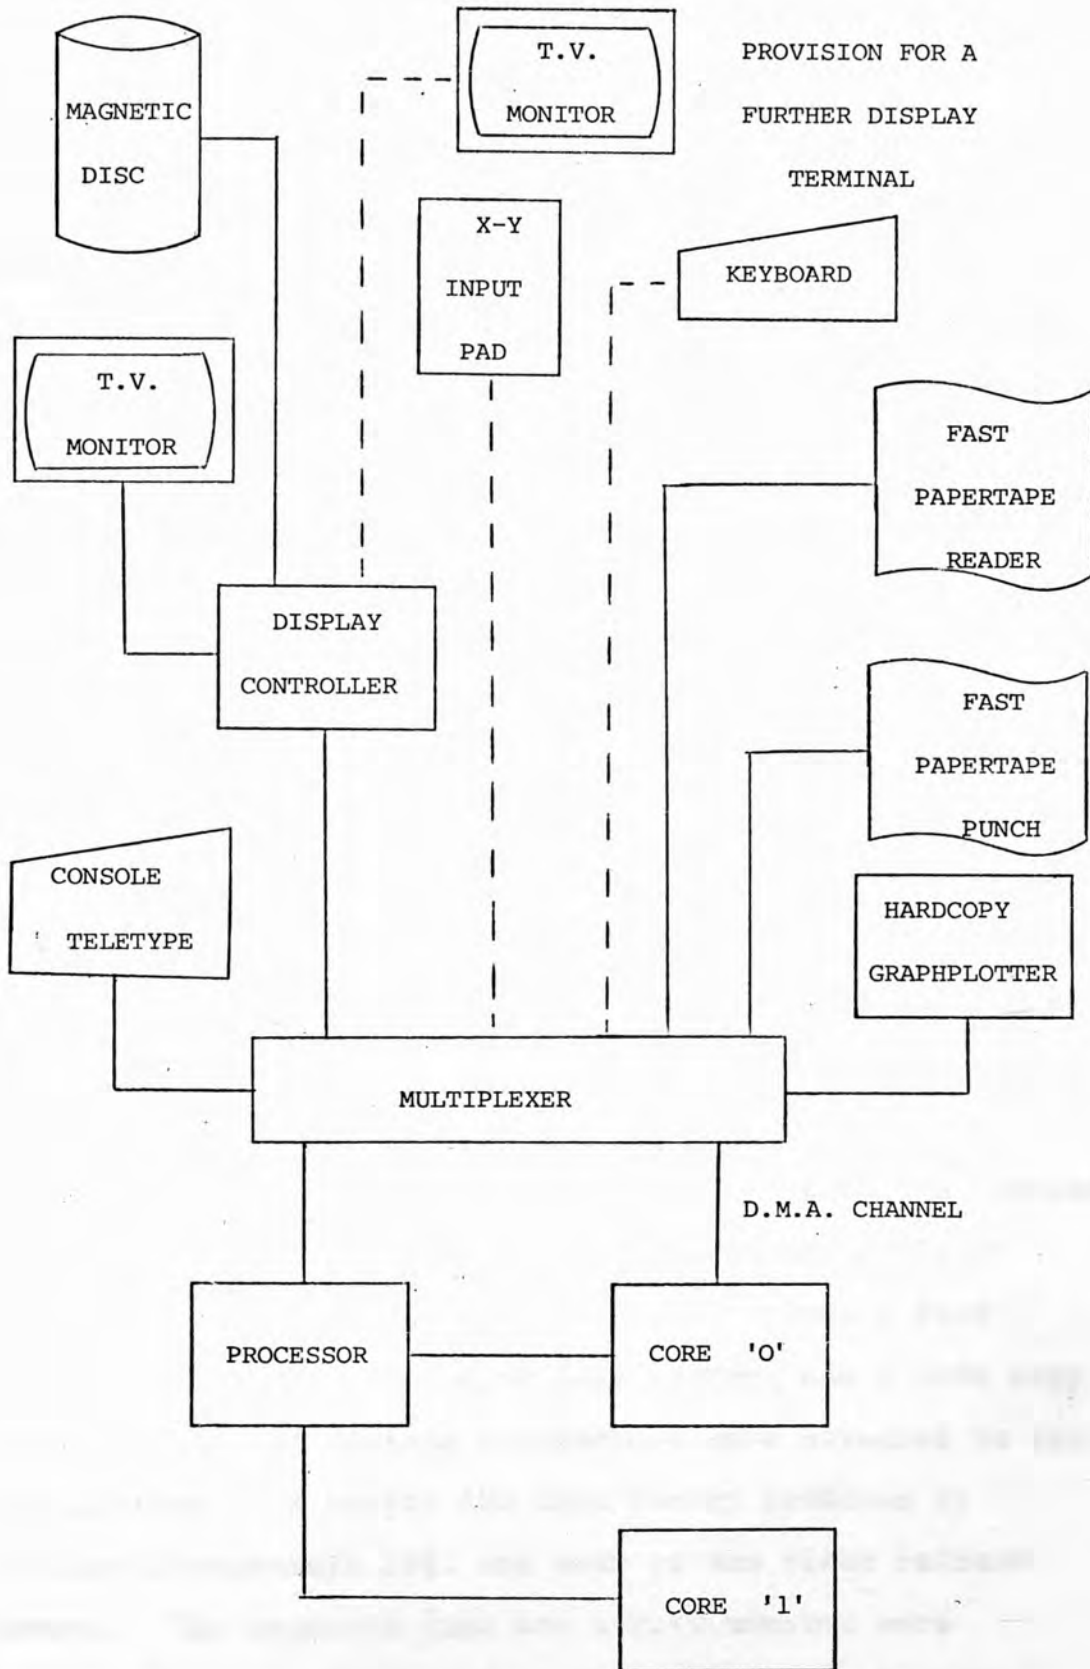 T.V.
MONITOR
PROVISION FOR A
FURTHER DISPLAY
TERMINAL
MAGNETIC
DISC
X-Y
INPUT
PAD
KEYBOARD
T.V.
MONITOR
FAST
PAPERTAPE
READER
DISPLAY
CONTROLLER
FAST
PAPERTAPE
PUNCH
CONSOLE
TELETYPE
HARDCOPY
GRAPHPLOTTER
MULTIPLEXER
D.M.A. CHANNEL
PROCESSOR
CORE 'O'
CORE 'l'